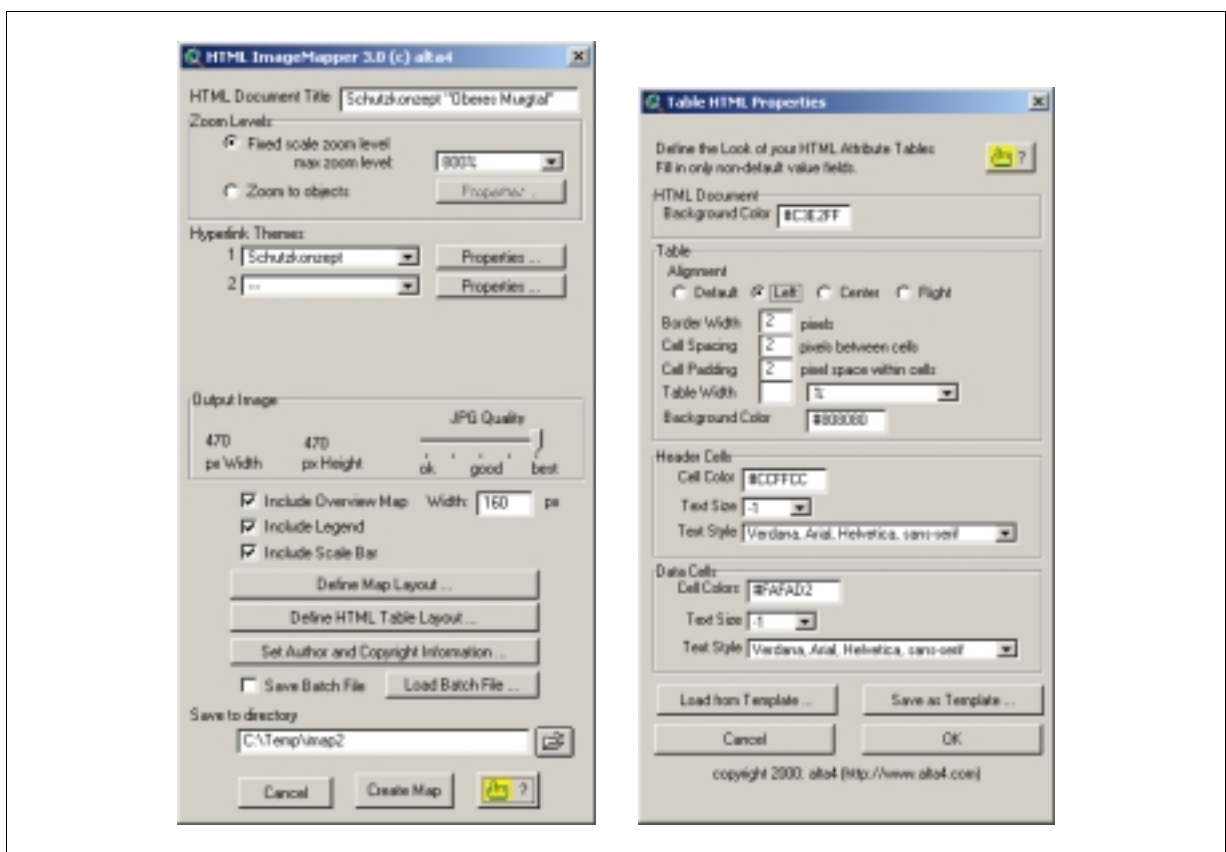 HTML ImageMapper 3.0 (c) alta4
HTML Document Title Schutzkonzept "Oberes Murgtal"
Zoom Levels
Fixed scale zoom level
max zoom level: 800%
Zoom to objects Properties ...
Hyperlink Themes
1 Schutzkonzept Properties ...
2 -- Properties ...
Output Image
JPG Quality
470 470
px Width px Height ok good best
Include Overview Map Width: 160 px
Include Legend
Include Scale Bar
Define Map Layout ...
Define HTML Table Layout ...
Set Author and Copyright Information ...
Save Batch File Load Batch File ...
Save to directory
C:\Temp\imap2
Cancel Create Map ?
Table HTML Properties
Define the Look of your HTML Attribute Tables
Fill in only non-default value fields.
?
HTML Document
Background Color #C3E2FF
Table
Alignment
Default Left Center Right
Border Width 2 pixels
Cell Spacing 2 pixels between cells
Cell Padding 2 pixel space within cells
Table Width %
Background Color #808080
Header Cells
Cell Color #CCFFCC
Text Size -1
Text Style Verdana, Arial, Helvetica, sans-serif
Data Cells
Cell Colors #FAFAD2
Text Size -1
Text Style Verdana, Arial, Helvetica, sans-serif
Load from Template ... Save as Template ...
Cancel OK
copyright 2000: alta4 (http://www.alta4.com)